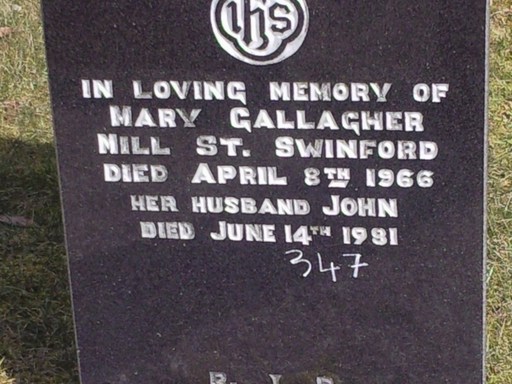 IHS
IN LOVING MEMORY OF
MARY GALLAGHER
MILL ST. SWINFORD
DIED APRIL 8TH 1966
HER HUSBAND JOHN
DIED JUNE 14TH 1981
347
R. I. P.